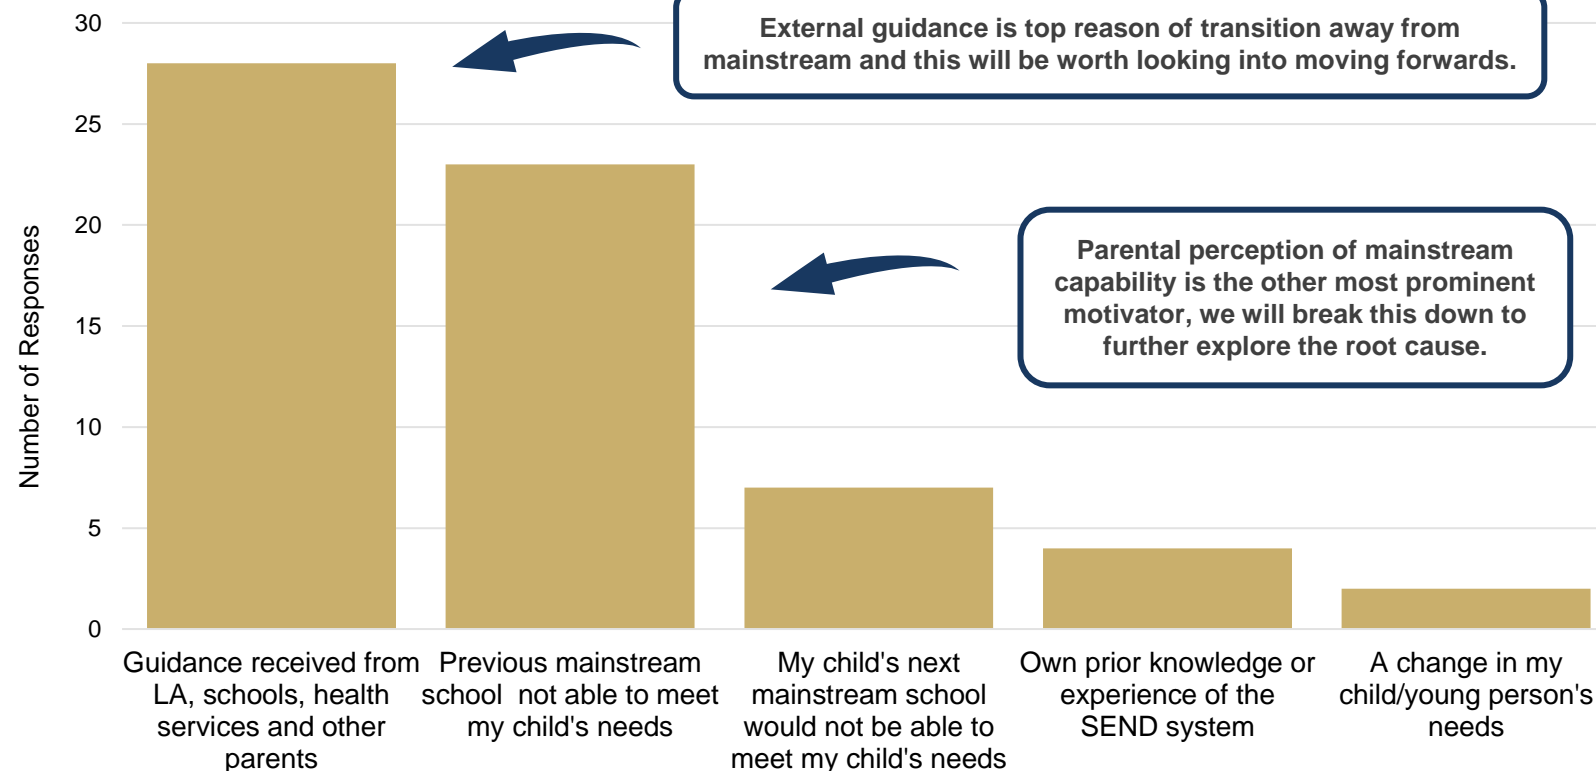 External guidance is top reason of transition away from
mainstream and this will be worth looking into moving forwards.
Parental perception of mainstream
capability is the other most prominent
motivator, we will break this down to
further explore the root cause.
Number of Responses
30
25
20
15
10
5
0
Guidance received from
LA, schools, health
services and other
parents
Previous mainstream
school  not able to meet
my child's needs
My child's next
mainstream school
would not be able to
meet my child's needs
Own prior knowledge or
experience of the
SEND system
A change in my
child/young person's
needs